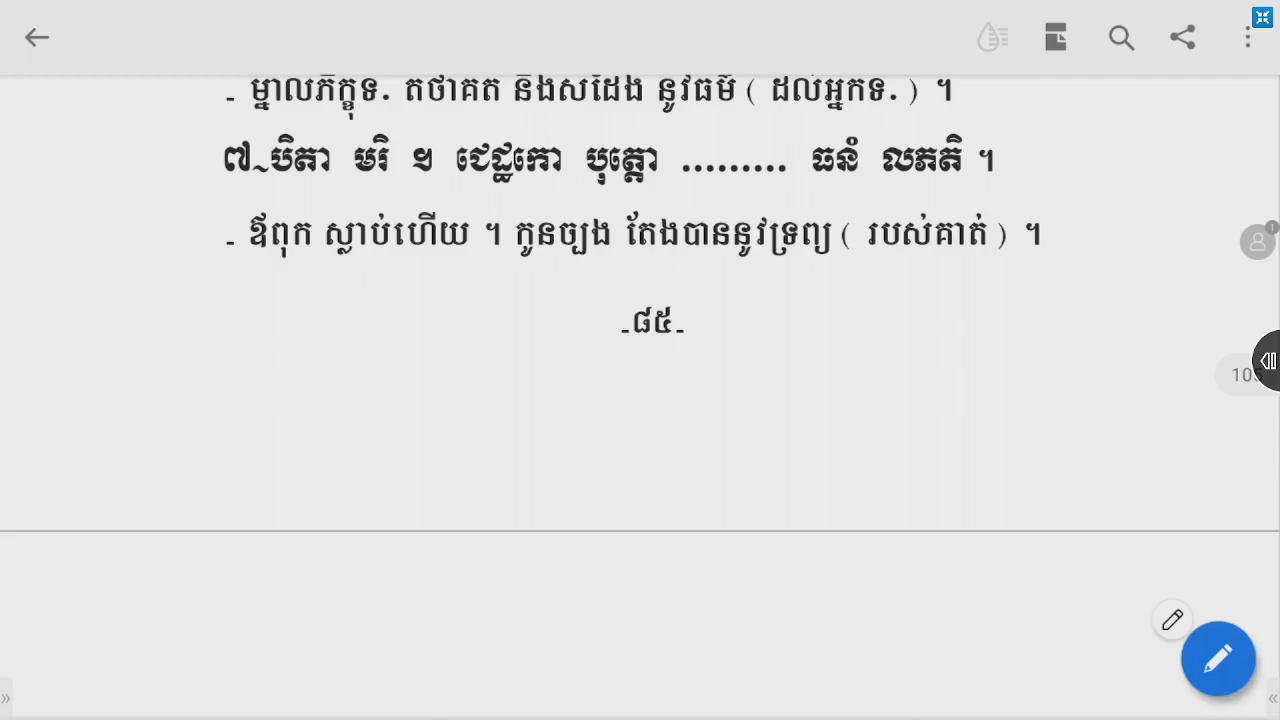 - ម្នាលភិក្ខុទ. តថាគត នឹងសំដែង នូវធម៌ ( ដល់អ្នកទ. ) ។
៧~បិតា មរិ ។ ជេដ្ឋកោ បុត្តោ ......... ធនំ លភតិ ។
- ឪពុក ស្លាប់ហើយ ។ កូនច្បង តែងបាននូវទ្រព្យ ( របស់គាត់ ) ។
1
-៨៥-